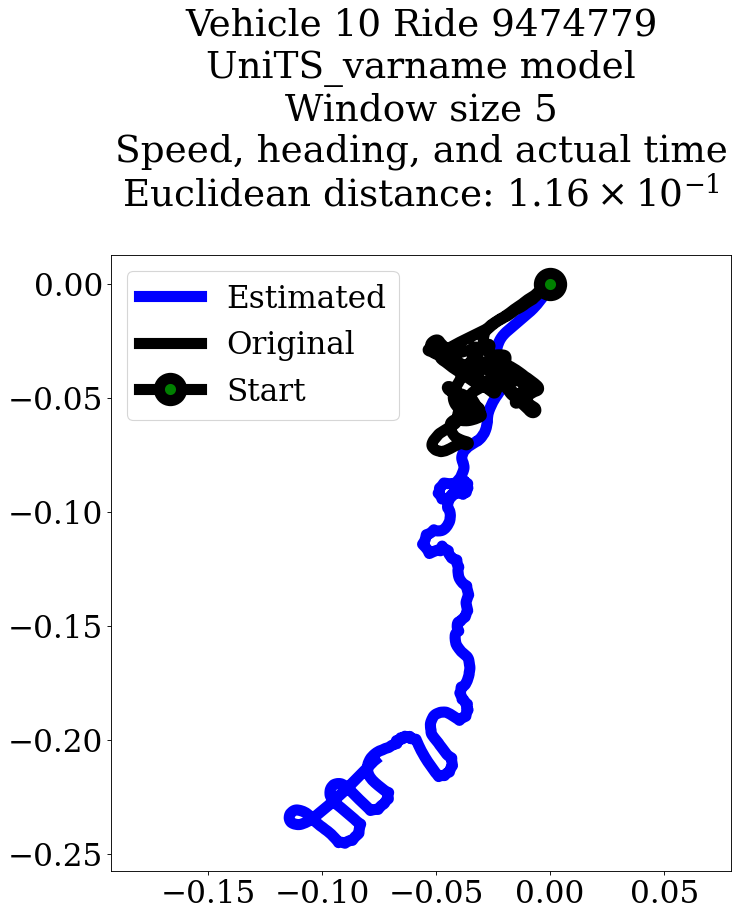 Vehicle 10 Ride 9474779
UniTS_varname model
Window size 5
Speed, heading, and actual time
Euclidean distance: 1.16 × 10⁻¹
Estimated
Original
Start
0.00
−0.05
−0.10
−0.15
−0.20
−0.25
−0.15 −0.10 −0.05 0.00 0.05